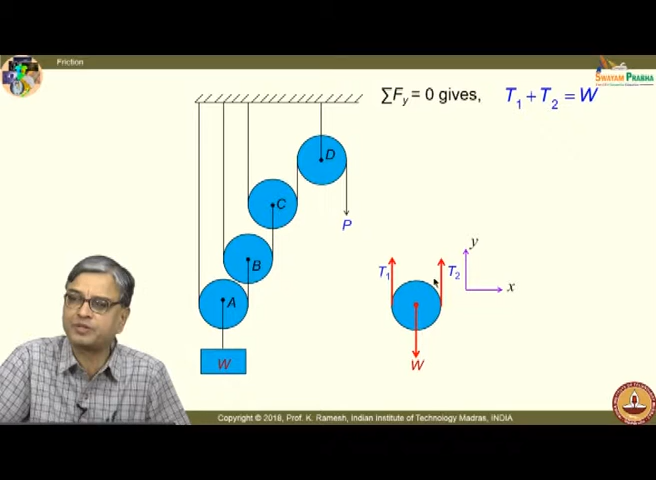 Friction
SWAYAM PRABHA
∑F_y = 0 gives, T_1 + T_2 = W
D
C
P
B
A
W
T_1
T_2
y
x
W
Copyright © 2018, Prof. K. Ramesh, Indian Institute of Technology Madras, INDIA